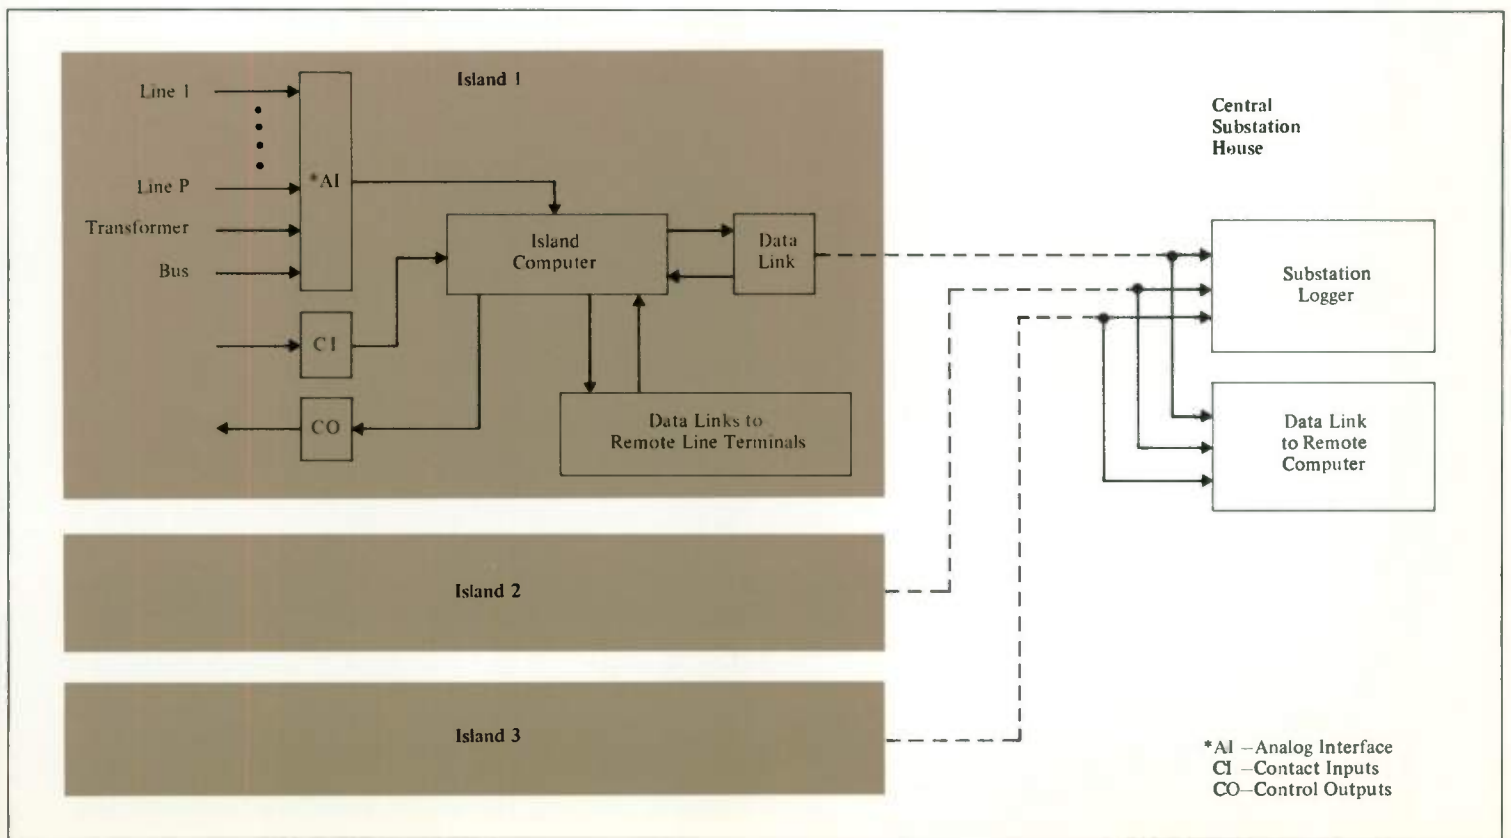 Island 1
Line 1
Line P
Transformer
Bus
*AI
Island
Computer
Data
Link
CI
CO
Data Links to
Remote Line Terminals
Island 2
Island 3
Central
Substation
House
Substation
Logger
Data Link
to Remote
Computer
*AI –Analog Interface
CI –Contact Inputs
CO–Control Outputs